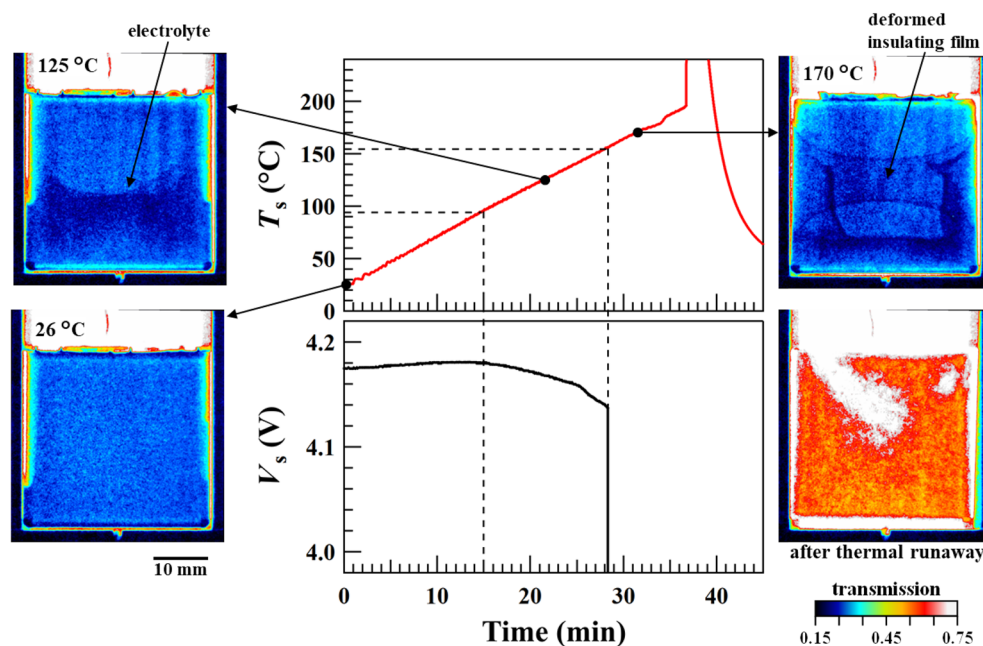 electrolyte
125 °C
deformed
insulating film
170 °C
200
150
100
50
0
Ts (°C)
26 °C
10 mm
4.2
4.1
4.0
Vs (V)
0
10
20
30
40
Time (min)
after thermal runaway
transmission
0.15
0.45
0.75